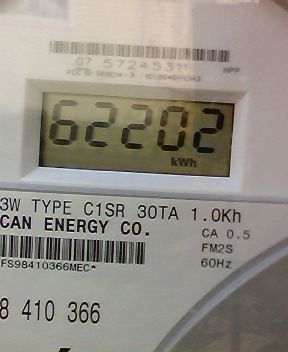 07 57245311 HPP
62202
kWh
3W TYPE C1SR 30TA 1.0Kh
CAN ENERGY CO. CA 0.5
FM2S
FS98410366MEC* 60Hz
8 410 366